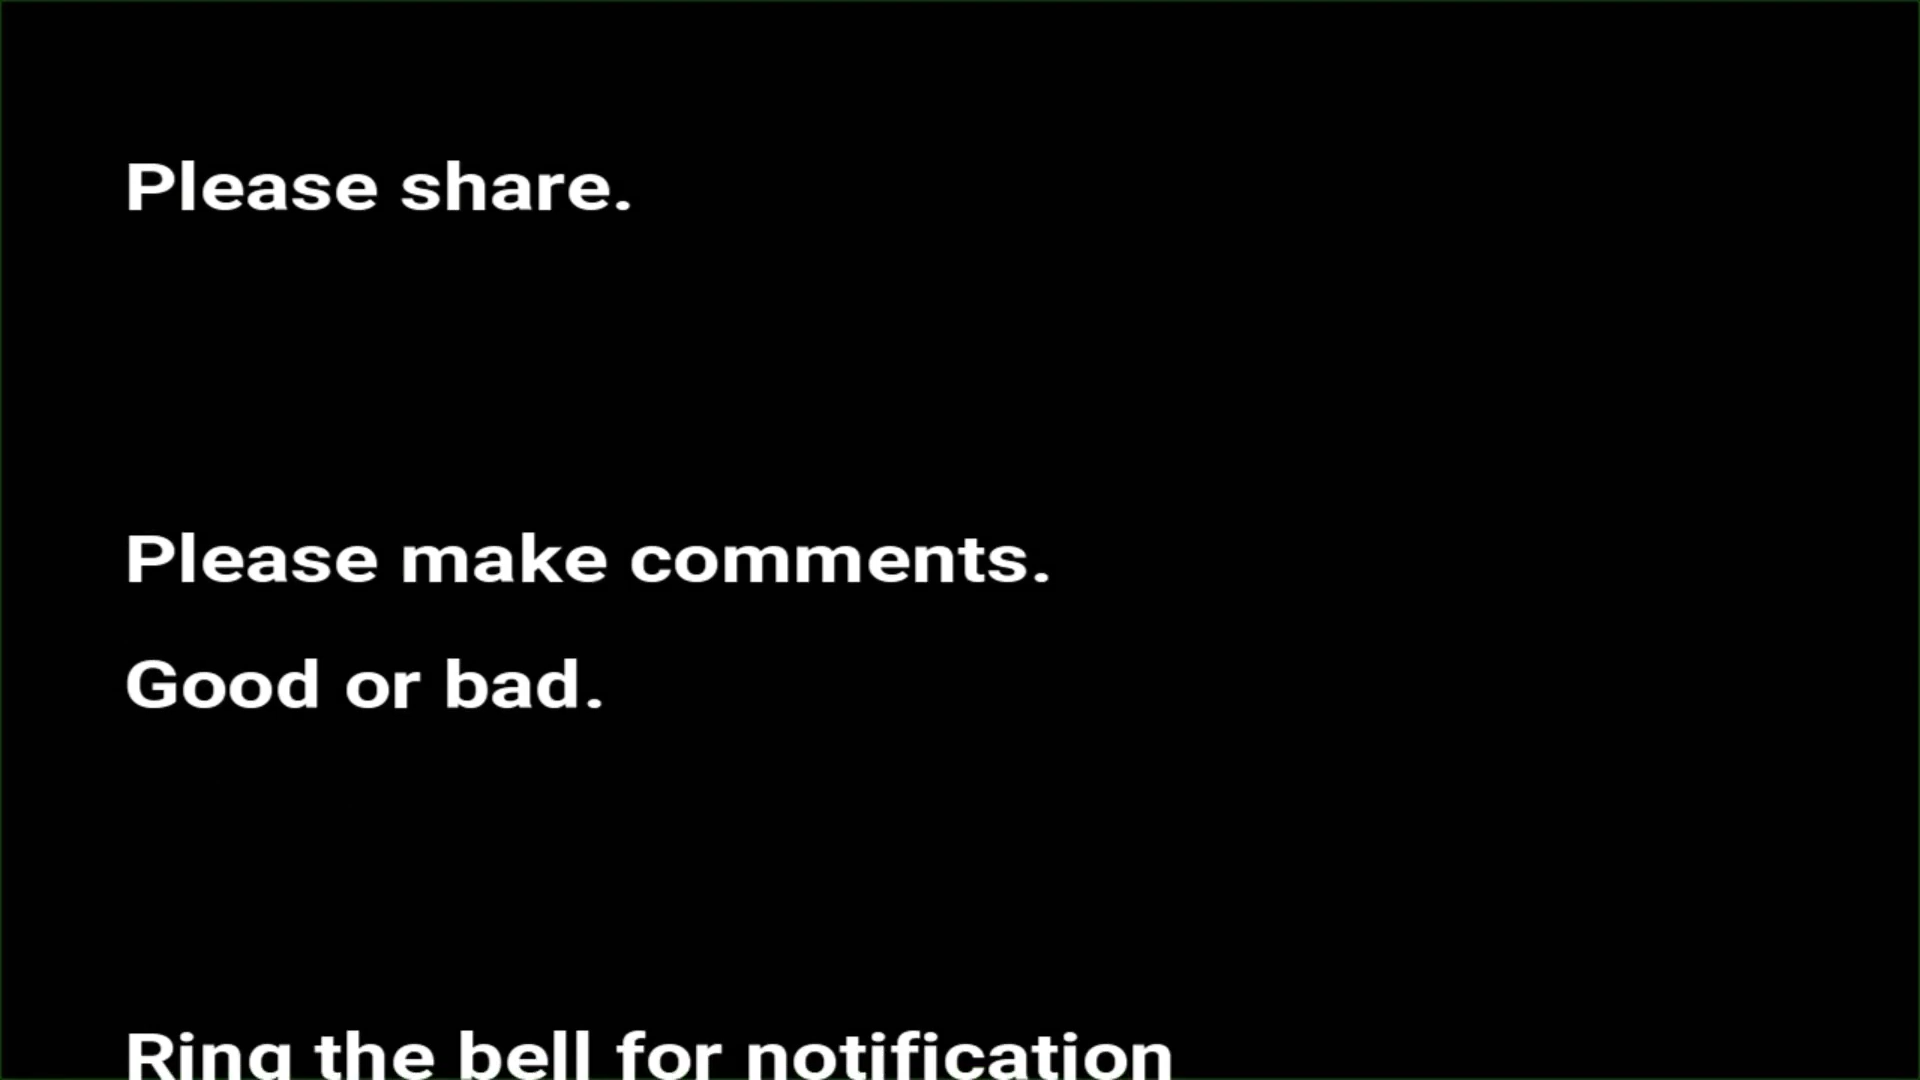 Please share.
Please make comments.
Good or bad.
Ring the bell for notification